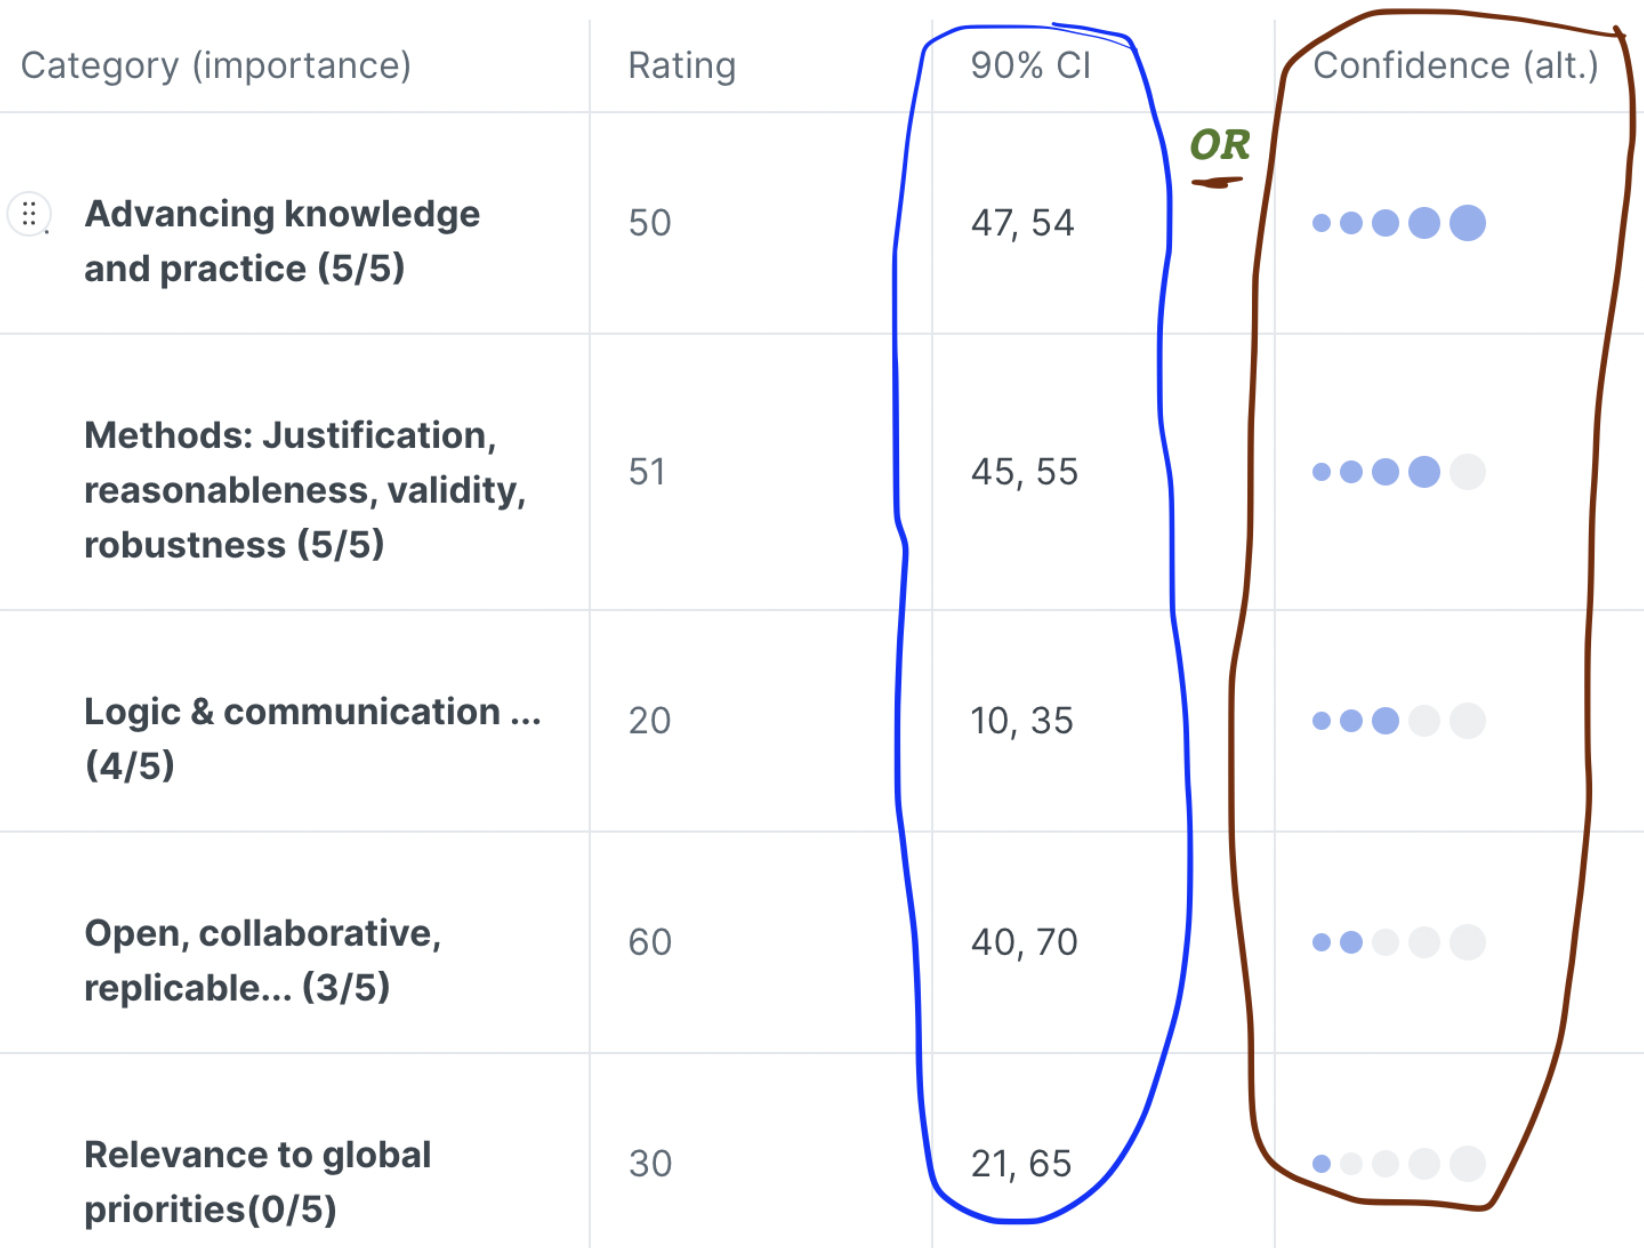 Category (importance) Rating 90% CI Confidence (alt.)
OR
Advancing knowledge
and practice (5/5)
50 47, 54
Methods: Justification,
reasonableness, validity,
robustness (5/5)
51 45, 55
Logic & communication ...
(4/5)
20 10, 35
Open, collaborative,
replicable... (3/5)
60 40, 70
Relevance to global
priorities(0/5)
30 21, 65